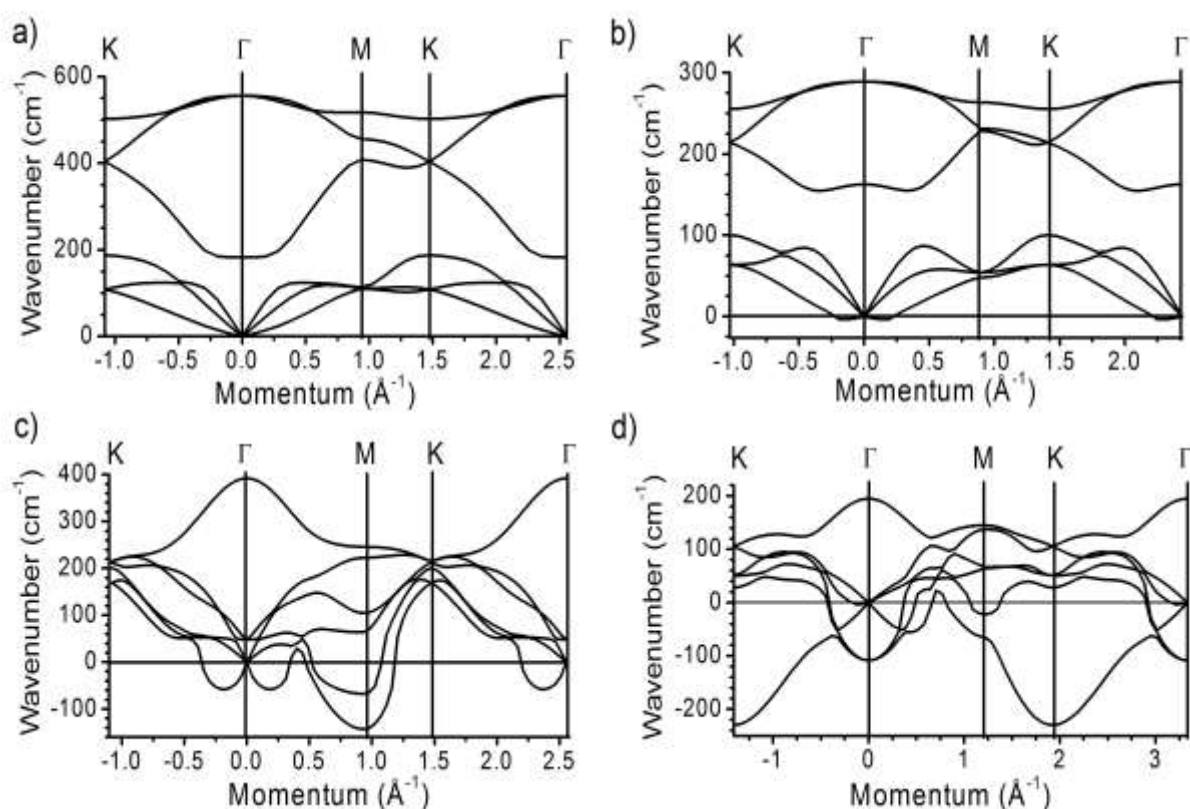 a)
K Γ M K Γ
600
400
200
0
Wavenumber (cm⁻¹)
-1.0 -0.5 0.0 0.5 1.0 1.5 2.0 2.5
Momentum (Å⁻¹)
b)
K Γ M K Γ
300
200
100
0
Wavenumber (cm⁻¹)
-1.0 -0.5 0.0 0.5 1.0 1.5 2.0
Momentum (Å⁻¹)
c)
K Γ M K Γ
400
300
200
100
0
-100
Wavenumber (cm⁻¹)
-1.0 -0.5 0.0 0.5 1.0 1.5 2.0 2.5
Momentum (Å⁻¹)
d)
K Γ M K Γ
200
100
0
-100
-200
Wavenumber (cm⁻¹)
-1 0 1 2 3
Momentum (Å⁻¹)